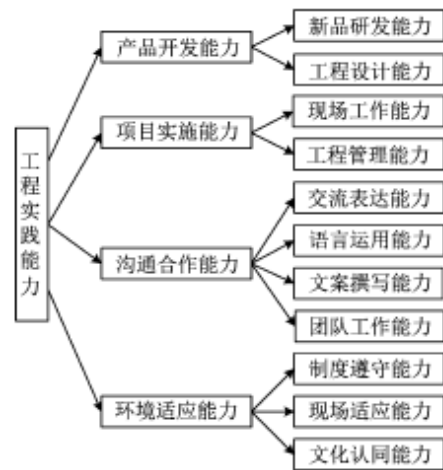 工程实践能力
产品开发能力
新品研发能力
工程设计能力
项目实施能力
现场工作能力
工程管理能力
沟通合作能力
交流表达能力
语言运用能力
文案撰写能力
团队工作能力
环境适应能力
制度遵守能力
现场适应能力
文化认同能力